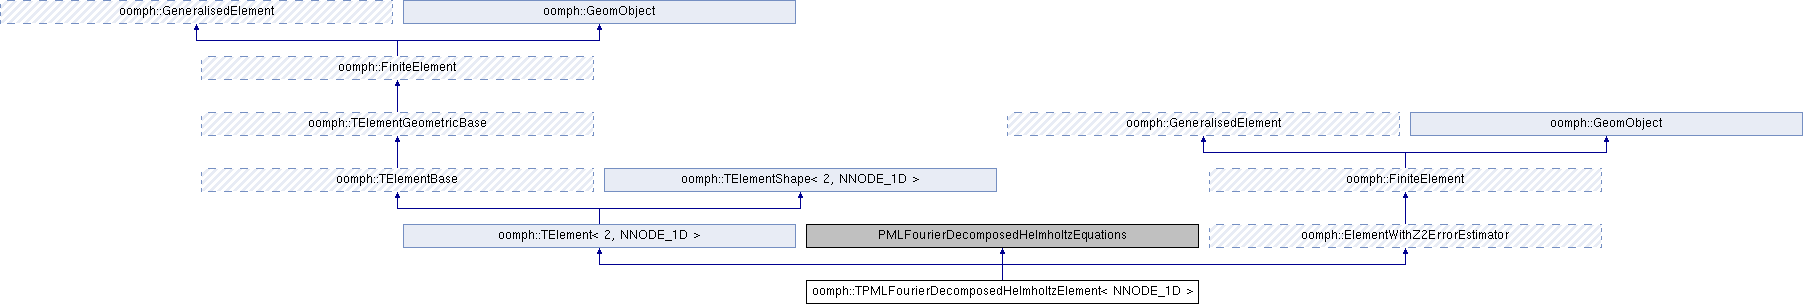 oomph::GeneralisedElement
oomph::GeomObject
oomph::FiniteElement
oomph::TElementGeometricBase
oomph::GeneralisedElement
oomph::GeomObject
oomph::TElementBase
oomph::TElementShape< 2, NNODE_1D >
oomph::FiniteElement
oomph::TElement< 2, NNODE_1D >
PMLFourierDecomposedHelmholtzEquations
oomph::ElementWithZ2ErrorEstimator
oomph::TPMLFourierDecomposedHelmholtzElement< NNODE_1D >